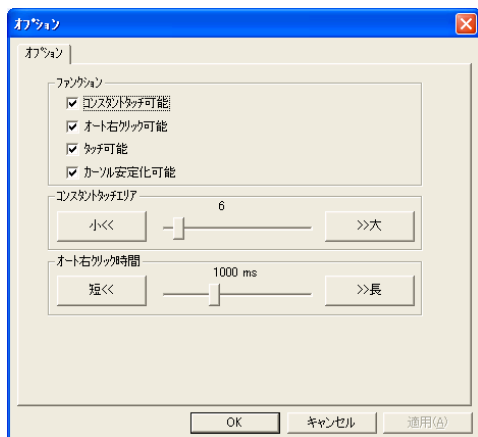 オプション
オプション
ファンクション
コンスタントタッチ可能
オート右クリック可能
タッチ可能
カーソル安定化可能
コンスタントタッチエリア
6
小<<
>>大
オート右クリック時間
1000 ms
短<<
>>長
OK
キャンセル
適用(A)